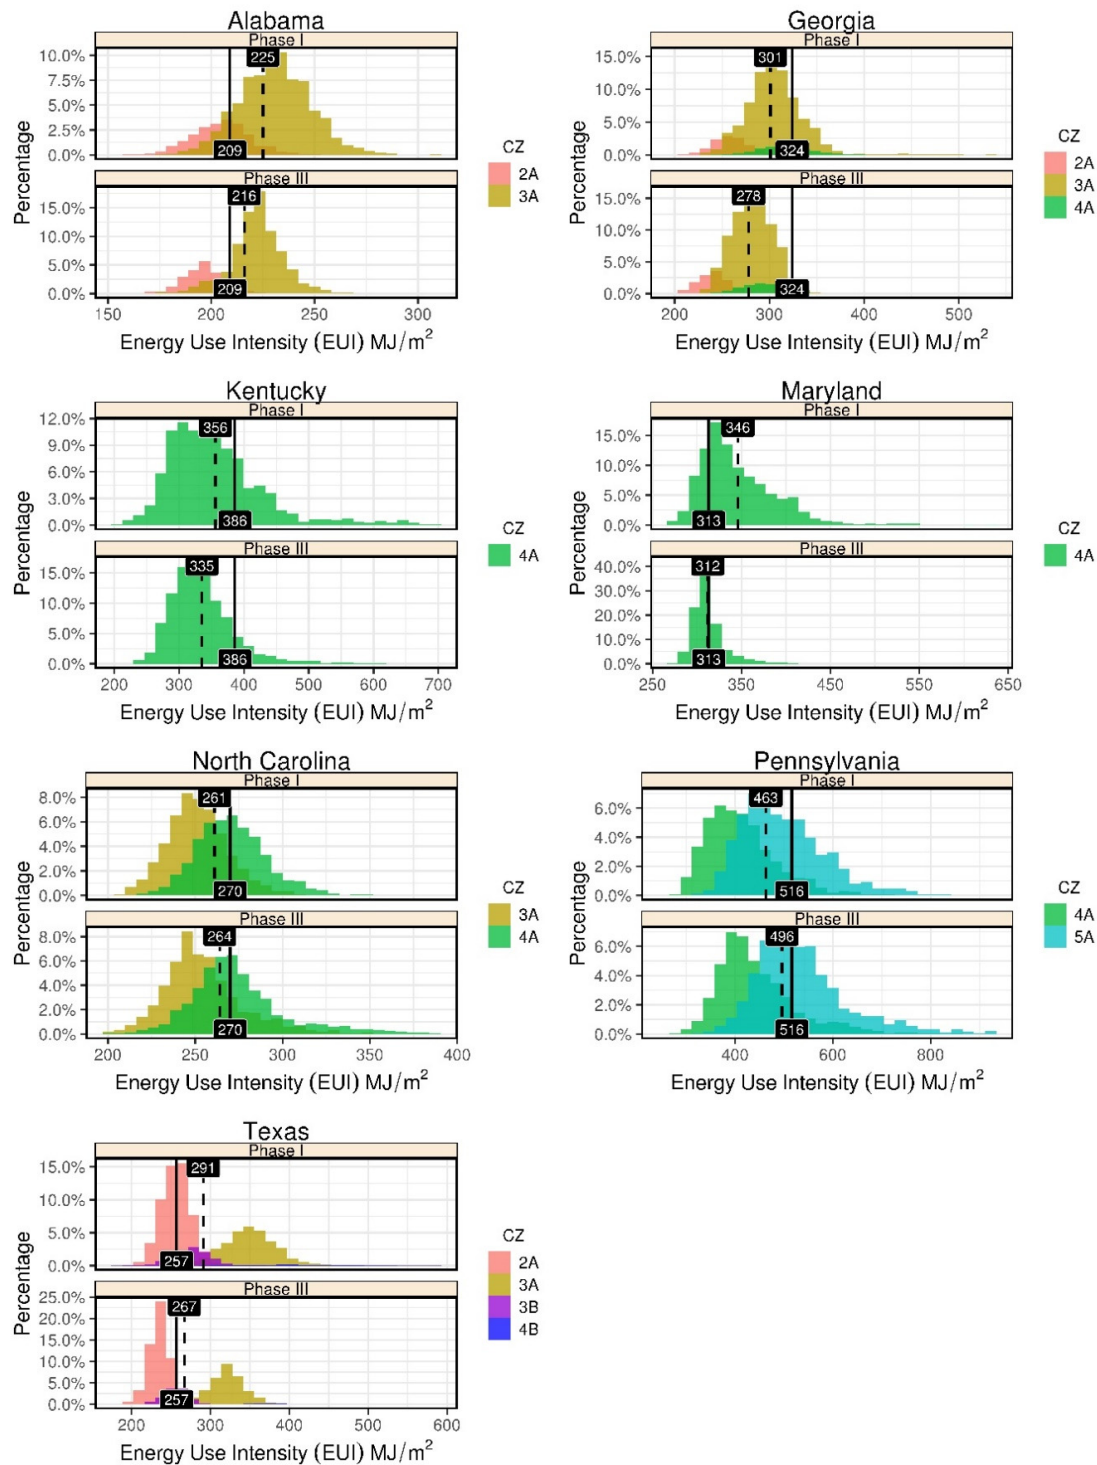 Alabama
Phase I
10.0%
7.5%
5.0%
2.5%
0.0%
225
209
Phase III
15.0%
10.0%
5.0%
0.0%
216
209
150 200 250 300
Percentage
Energy Use Intensity (EUI) MJ/m²
CZ
2A
3A
Georgia
Phase I
15.0%
10.0%
5.0%
0.0%
301
324
Phase III
15.0%
10.0%
5.0%
0.0%
278
324
200 300 400 500
Percentage
Energy Use Intensity (EUI) MJ/m²
CZ
2A
3A
4A
Kentucky
Phase I
12.0%
9.0%
6.0%
3.0%
0.0%
356
386
Phase III
15.0%
10.0%
5.0%
0.0%
335
386
200 300 400 500 600 700
Percentage
Energy Use Intensity (EUI) MJ/m²
CZ
4A
Maryland
Phase I
15.0%
10.0%
5.0%
0.0%
346
313
Phase III
40.0%
30.0%
20.0%
10.0%
0.0%
312
313
250 350 450 550 650
Percentage
Energy Use Intensity (EUI) MJ/m²
CZ
4A
North Carolina
Phase I
8.0%
6.0%
4.0%
2.0%
0.0%
261
270
Phase III
8.0%
6.0%
4.0%
2.0%
0.0%
264
270
200 250 300 350 400
Percentage
Energy Use Intensity (EUI) MJ/m²
CZ
3A
4A
Pennsylvania
Phase I
6.0%
4.0%
2.0%
0.0%
463
516
Phase III
6.0%
4.0%
2.0%
0.0%
496
516
400 600 800
Percentage
Energy Use Intensity (EUI) MJ/m²
CZ
4A
5A
Texas
Phase I
15.0%
10.0%
5.0%
0.0%
291
257
Phase III
25.0%
20.0%
15.0%
10.0%
5.0%
0.0%
267
257
200 300 400 500 600
Percentage
Energy Use Intensity (EUI) MJ/m²
CZ
2A
3A
3B
4B